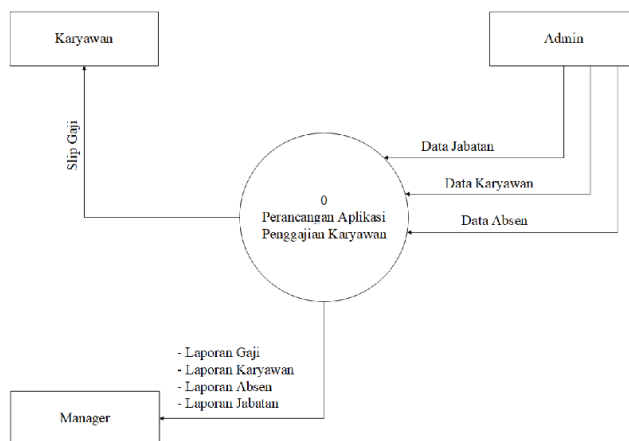 Karyawan
Admin
Slip Gaji
Data Jabatan
Data Karyawan
Data Absen
0
Perancangan Aplikasi
Penggajian Karyawan
- Laporan Gaji
- Laporan Karyawan
- Laporan Absen
- Laporan Jabatan
Manager